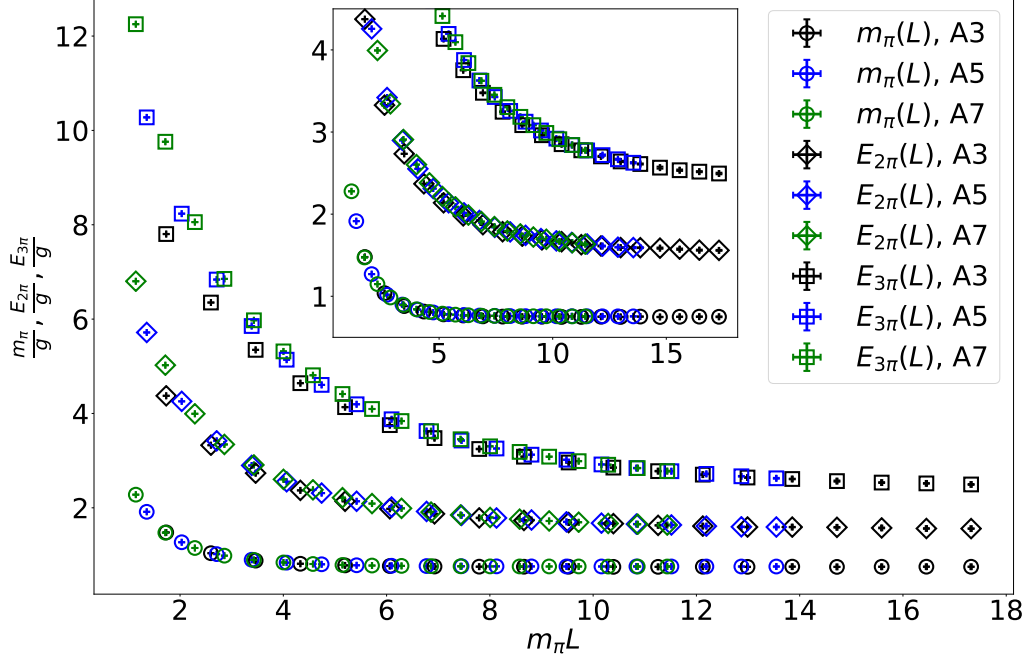 12
10
8
6
4
2
2
4
6
8
10
12
14
16
18
m_πL
m_π/g, E_2π/g, E_3π/g
4
3
2
1
5
10
15
m_π(L), A3
m_π(L), A5
m_π(L), A7
E_2π(L), A3
E_2π(L), A5
E_2π(L), A7
E_3π(L), A3
E_3π(L), A5
E_3π(L), A7